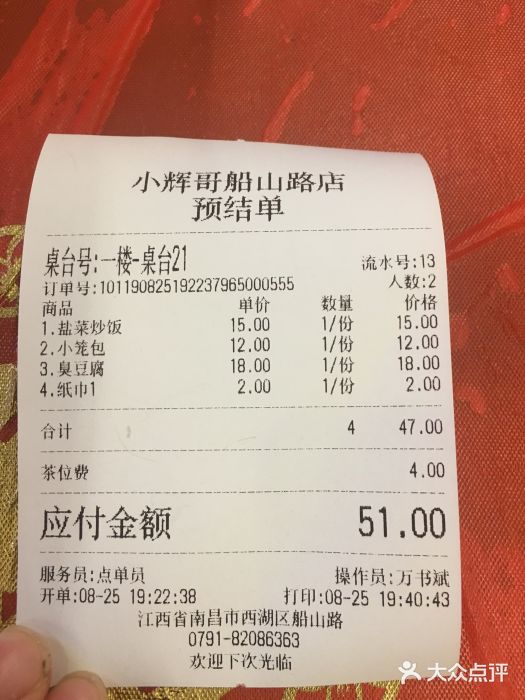 小辉哥船山路店
预结单
桌台号:一楼-桌台21 流水号:13
订单号:101190825192237965000555 人数:2
商品 单价 数量 价格
1.盐菜炒饭 15.00 1/份 15.00
2.小笼包 12.00 1/份 12.00
3.臭豆腐 18.00 1/份 18.00
4.纸巾1 2.00 1/份 2.00
合计 4 47.00
茶位费 4.00
应付金额 51.00
服务员:点单员 操作员:万书斌
开单:08-25 19:22:38 打印:08-25 19:40:43
江西省南昌市西湖区船山路
0791-82086363
欢迎下次光临
大众点评